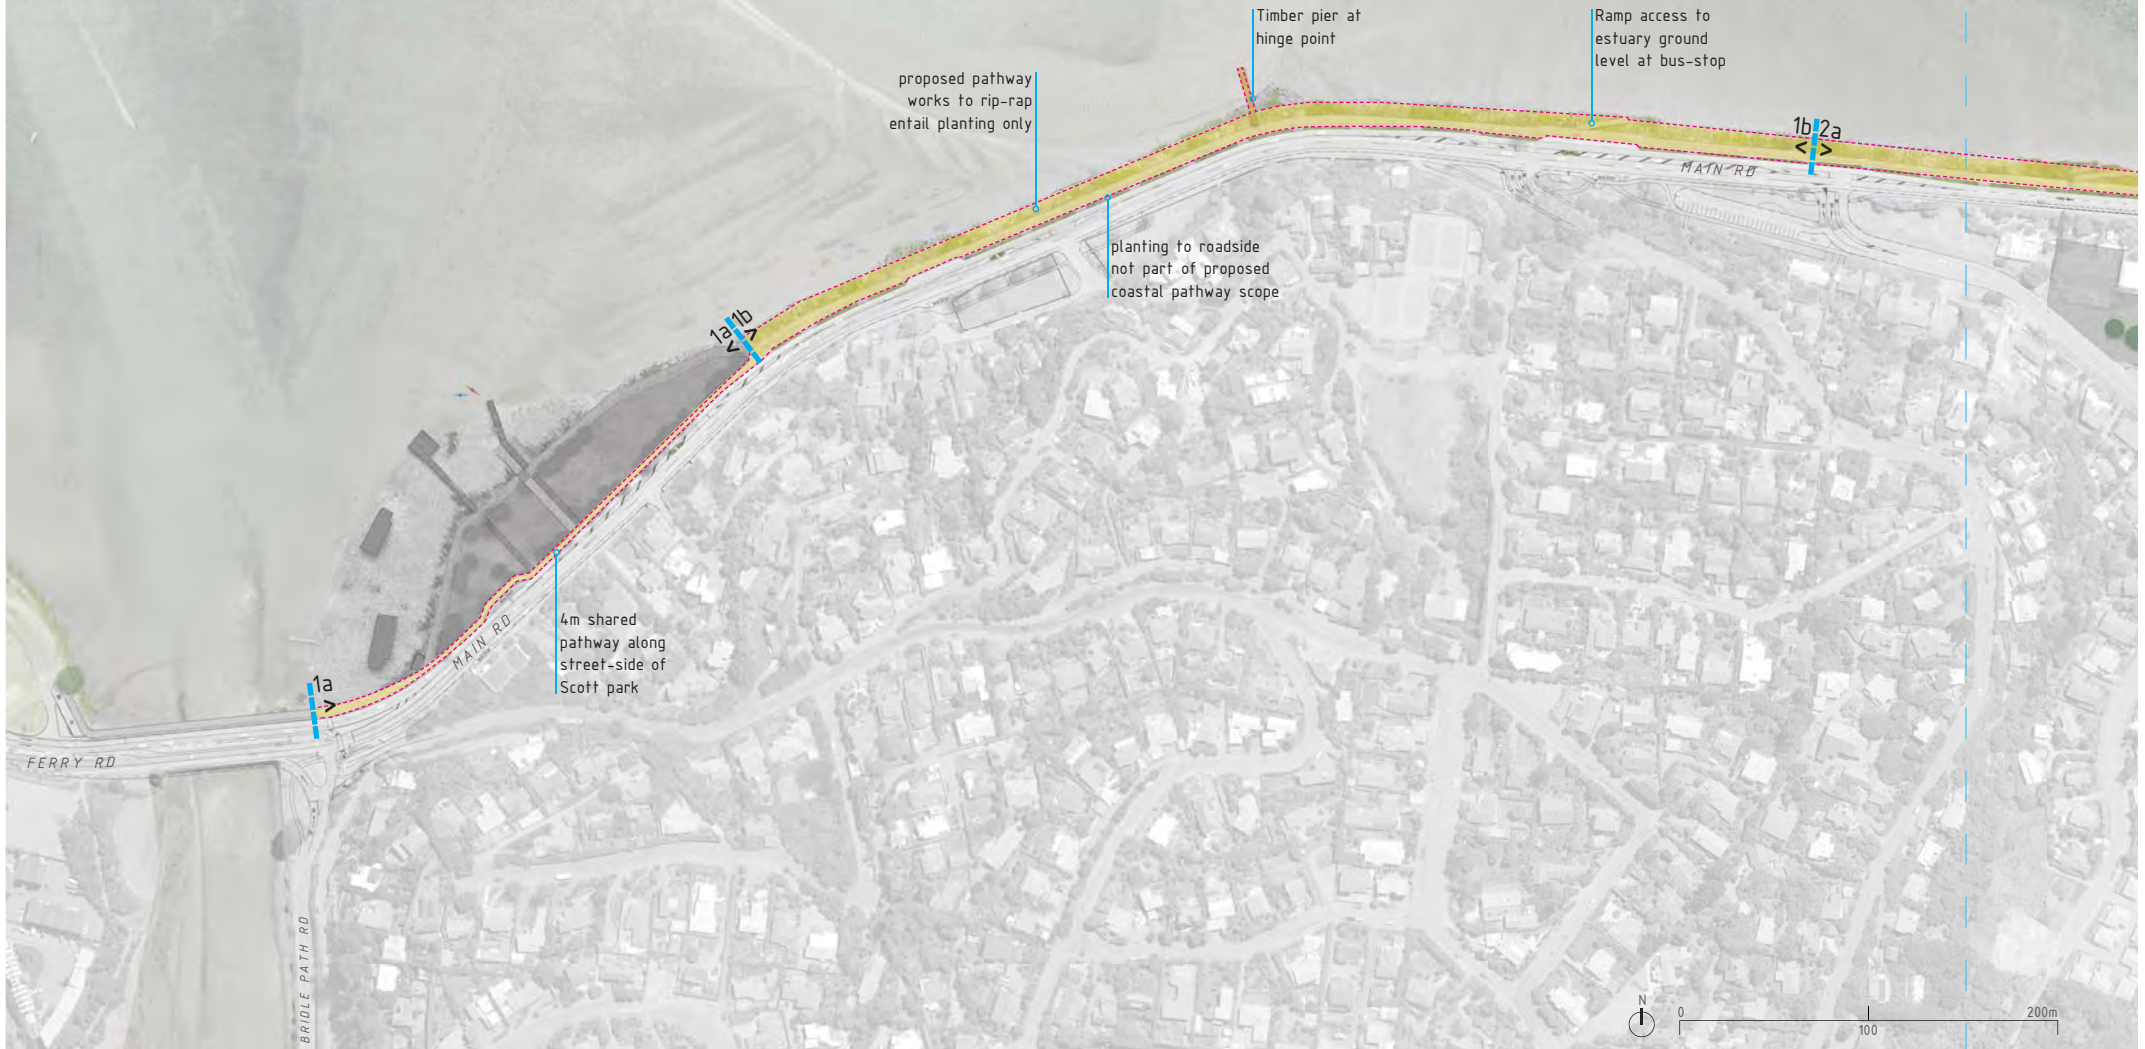 Timber pier at
hinge point
Ramp access to
estuary ground
level at bus-stop
proposed pathway
works to rip-rap
entail planting only
1b 2a
< >
MAIN RD
planting to roadside
not part of proposed
coastal pathway scope
1a 1b
< >
4m shared
pathway along
street-side of
Scott park
MAIN RD
1a
>
FERRY RD
BRIDLE PATH RD
N
0 200m
100